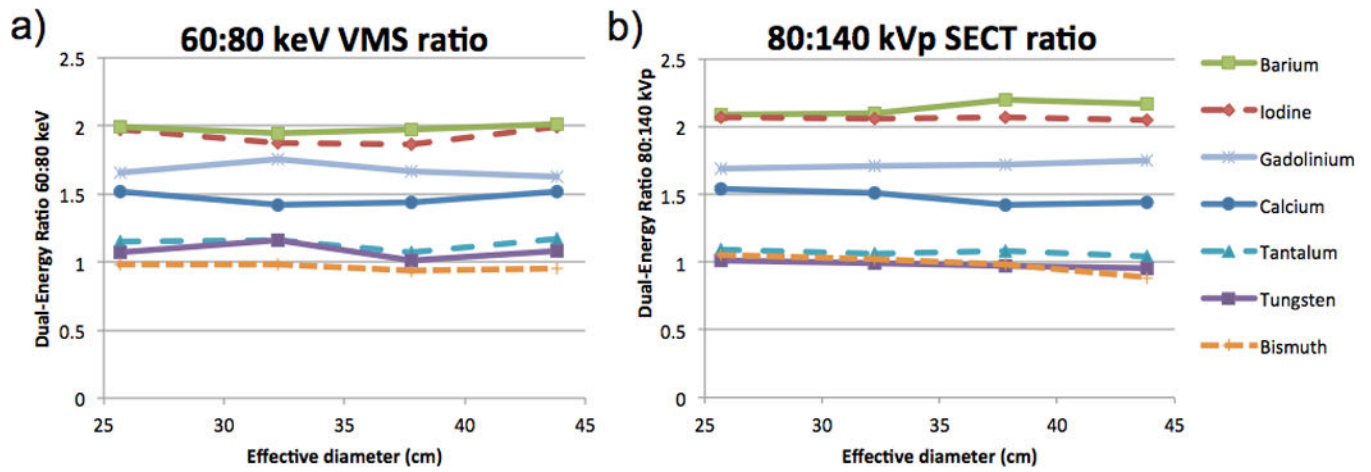 a)
60:80 keV VMS ratio
Dual-Energy Ratio 60:80 keV
2.5
2
1.5
1
0.5
0
25
30
35
40
45
Effective diameter (cm)
b)
80:140 kVp SECT ratio
Dual-Energy Ratio 80:140 kVp
2.5
2
1.5
1
0.5
0
25
30
35
40
45
Effective diameter (cm)
Barium
Iodine
Gadolinium
Calcium
Tantalum
Tungsten
Bismuth